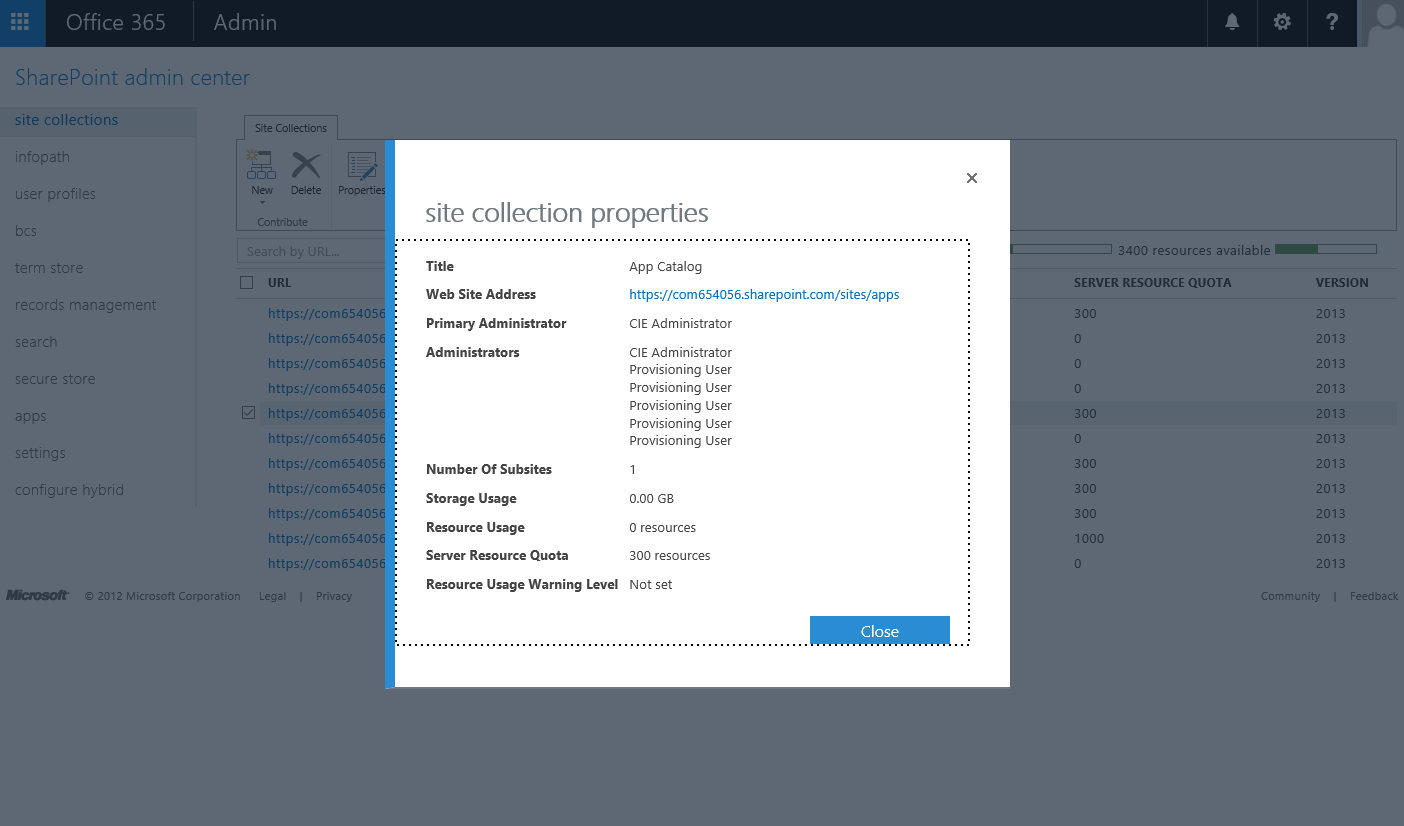 Office 365 Admin ?
SharePoint admin center
site collections
infopath
user profiles
bcs
term store
records management
search
secure store
apps
settings
configure hybrid
Site Collections
New Delete Properties
Contribute
Search by URL...
3400 resources available
URL SERVER RESOURCE QUOTA VERSION
https://com654056 300 2013
https://com654056 0 2013
https://com654056 0 2013
https://com654056 0 2013
https://com654056 300 2013
https://com654056 0 2013
https://com654056 300 2013
https://com654056 300 2013
https://com654056 300 2013
https://com654056 1000 2013
https://com654056 0 2013
site collection properties
Title App Catalog
Web Site Address https://com654056.sharepoint.com/sites/apps
Primary Administrator CIE Administrator
Administrators CIE Administrator
Provisioning User
Provisioning User
Provisioning User
Provisioning User
Provisioning User
Number Of Subsites 1
Storage Usage 0.00 GB
Resource Usage 0 resources
Server Resource Quota 300 resources
Resource Usage Warning Level Not set
Close
Microsoft © 2012 Microsoft Corporation Legal | Privacy Community | Feedback